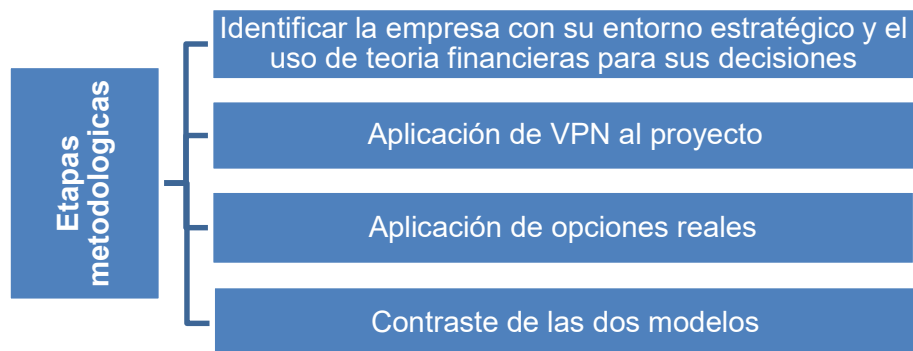 Etapas
metodologicas
Identificar la empresa con su entorno estratégico y el
uso de teoria financieras para sus decisiones
Aplicación de VPN al proyecto
Aplicación de opciones reales
Contraste de las dos modelos